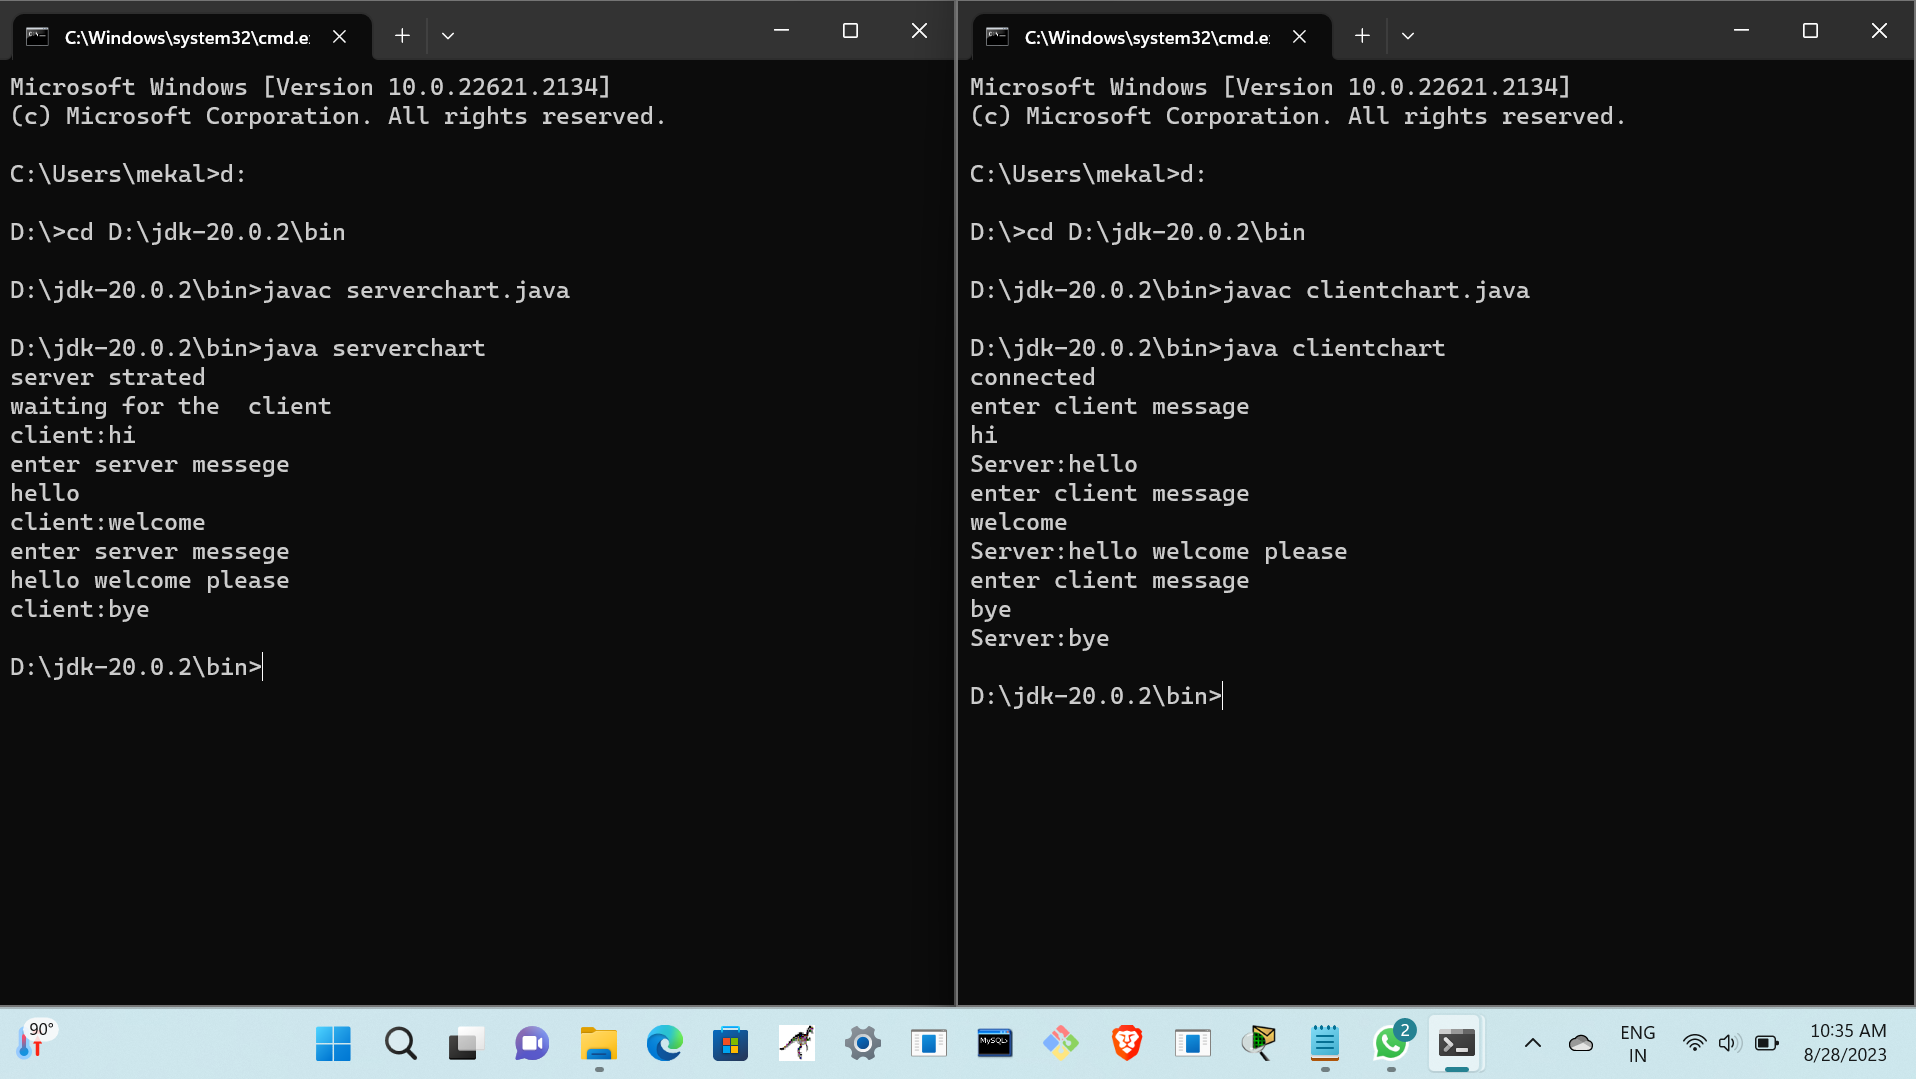 C:\Windows\system32\cmd.e
Microsoft Windows [Version 10.0.22621.2134]
(c) Microsoft Corporation. All rights reserved.
C:\Users\mekal>d:
D:\>cd D:\jdk-20.0.2\bin
D:\jdk-20.0.2\bin>javac serverchart.java
D:\jdk-20.0.2\bin>java serverchart
server strated
waiting for the  client
client:hi
enter server messege
hello
client:welcome
enter server messege
hello welcome please
client:bye
D:\jdk-20.0.2\bin>
C:\Windows\system32\cmd.e
Microsoft Windows [Version 10.0.22621.2134]
(c) Microsoft Corporation. All rights reserved.
C:\Users\mekal>d:
D:\>cd D:\jdk-20.0.2\bin
D:\jdk-20.0.2\bin>javac clientchart.java
D:\jdk-20.0.2\bin>java clientchart
connected
enter client message
hi
Server:hello
enter client message
welcome
Server:hello welcome please
enter client message
bye
Server:bye
D:\jdk-20.0.2\bin>
90°
MySQL>
2
ENG
IN
10:35 AM
8/28/2023